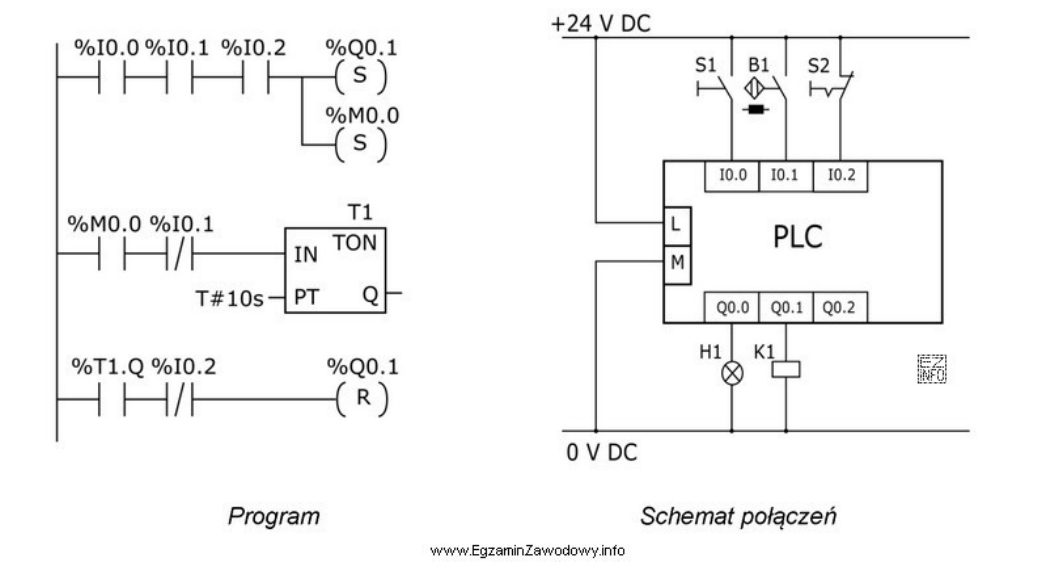 %I0.0 %I0.1 %I0.2 %Q0.1
S
%M0.0
S
%M0.0 %I0.1
T1
TON
IN
T#10s PT Q
%T1.Q %I0.2 %Q0.1
R
Program
+24 V DC
S1 B1 S2
I0.0 I0.1 I0.2
L
PLC
M
Q0.0 Q0.1 Q0.2
H1 K1
EZ
INFO
0 V DC
Schemat połączeń
www.EgzaminZawodowy.info